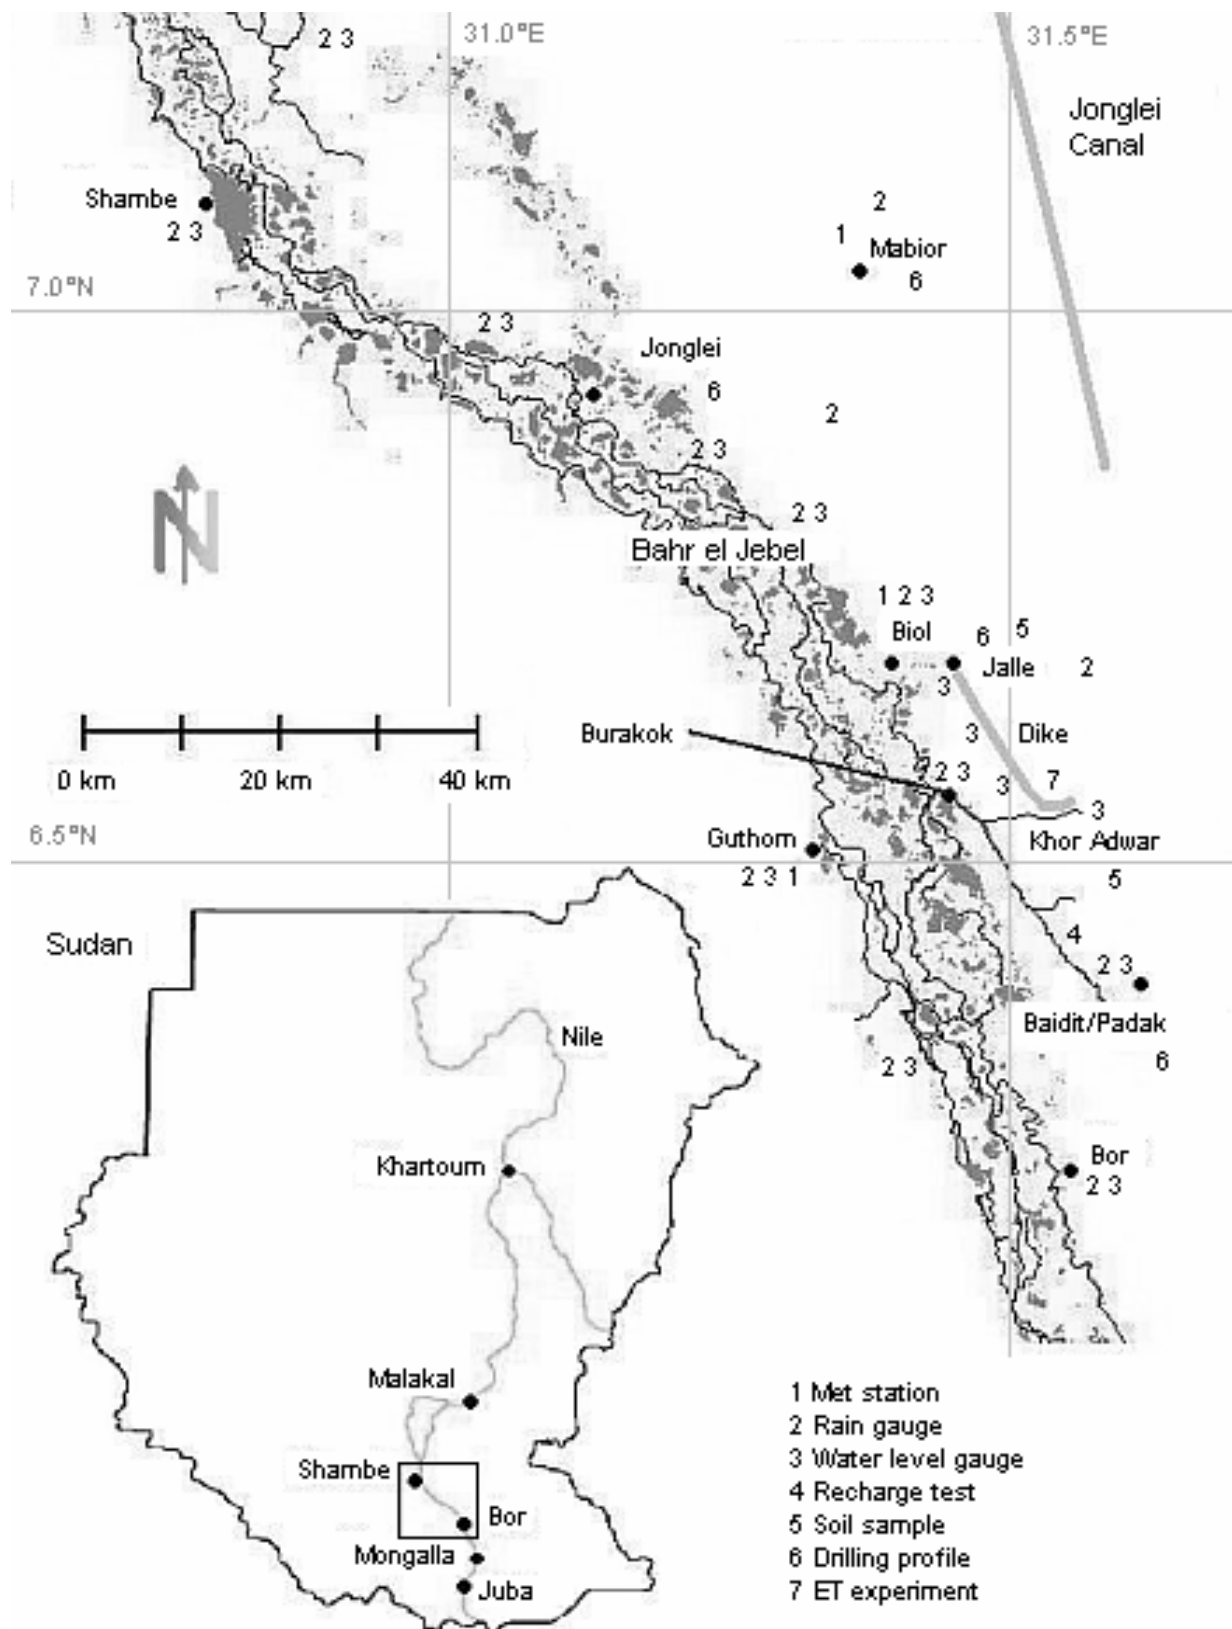 2 3
31.0°E
31.5°E
Jonglei
Canal
Shambe
2 3
2
1
Mabior
6
7.0°N
2 3
Jonglei
6
2
2 3
N
2 3
Bahr el Jebel
1 2 3
Biol
6
5
Jalle
2
3
Burakok
3
Dike
0 km
20 km
40 km
7 2 3
3
7
3
6.5°N
Guthom
Khor Adwar
2 3 1
5
Sudan
4
2 3
Baidit/Padak
Nile
2 3
6
Khartoum
Bor
2 3
Malakal
1 Met station
2 Rain gauge
3 Water level gauge
Shambe
4 Recharge test
Bor
5 Soil sample
Mongalla
6 Drilling profile
Juba
7 ET experiment